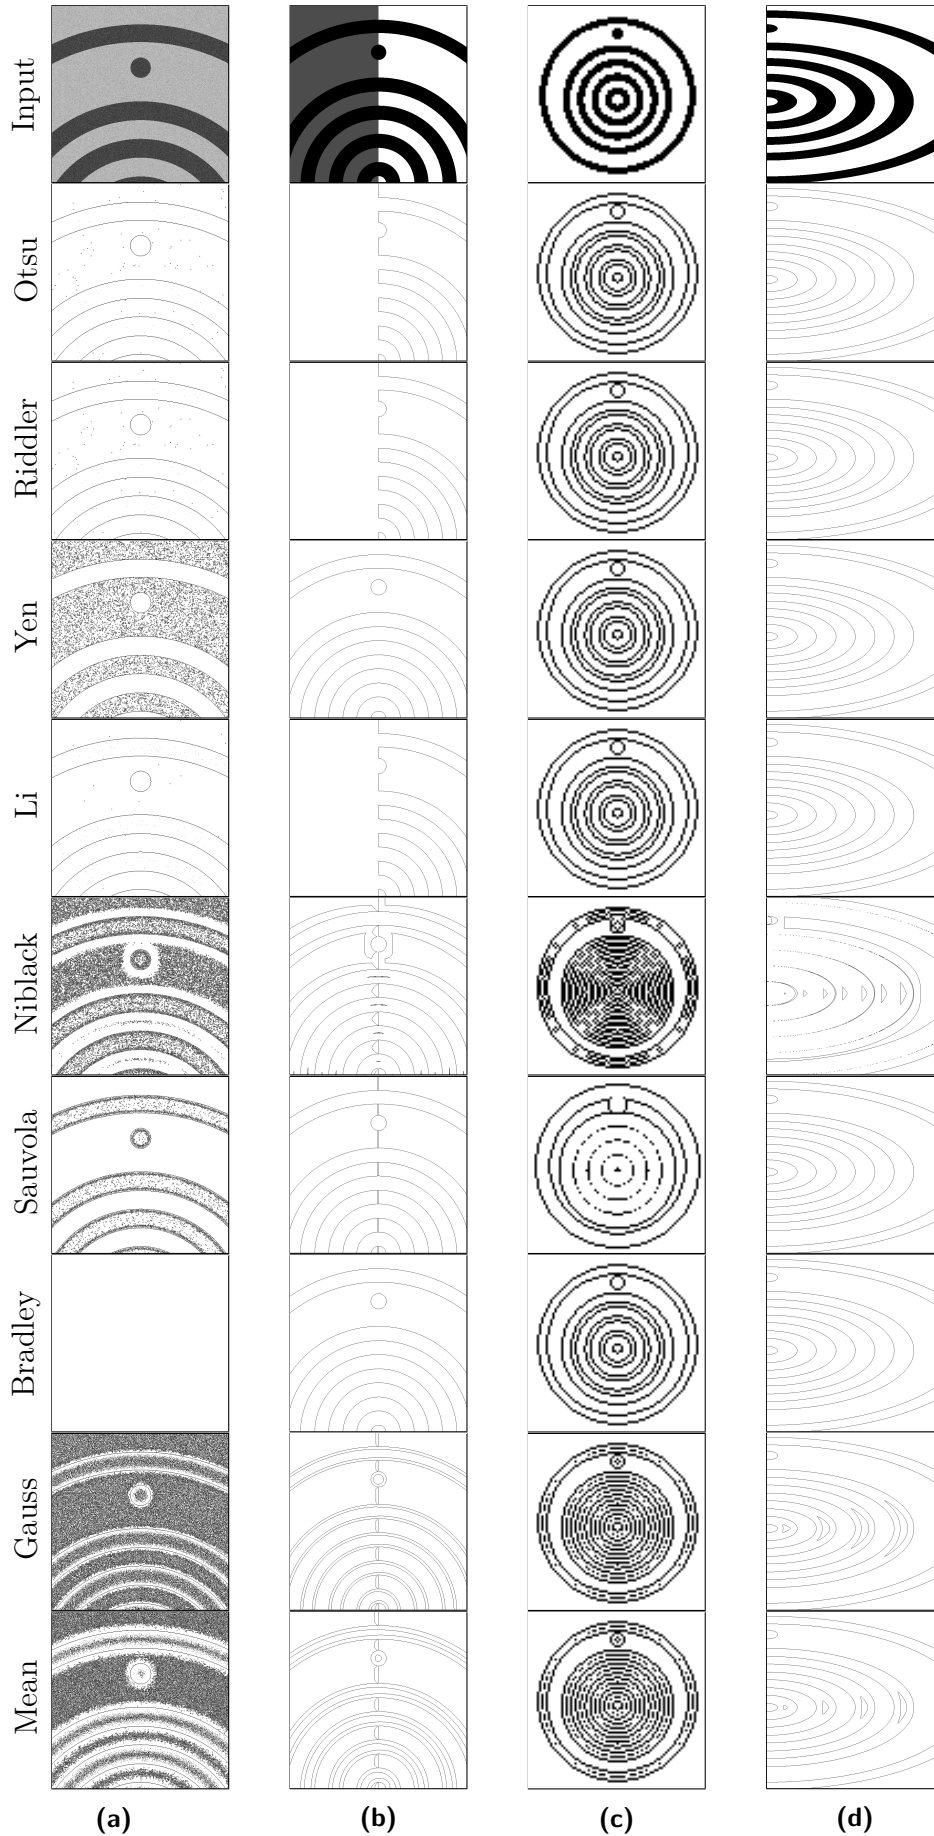 Input
Otsu
Riddler
Yen
Li
Niblack
Sauvola
Bradley
Gauss
Mean
(a) (b) (c) (d)